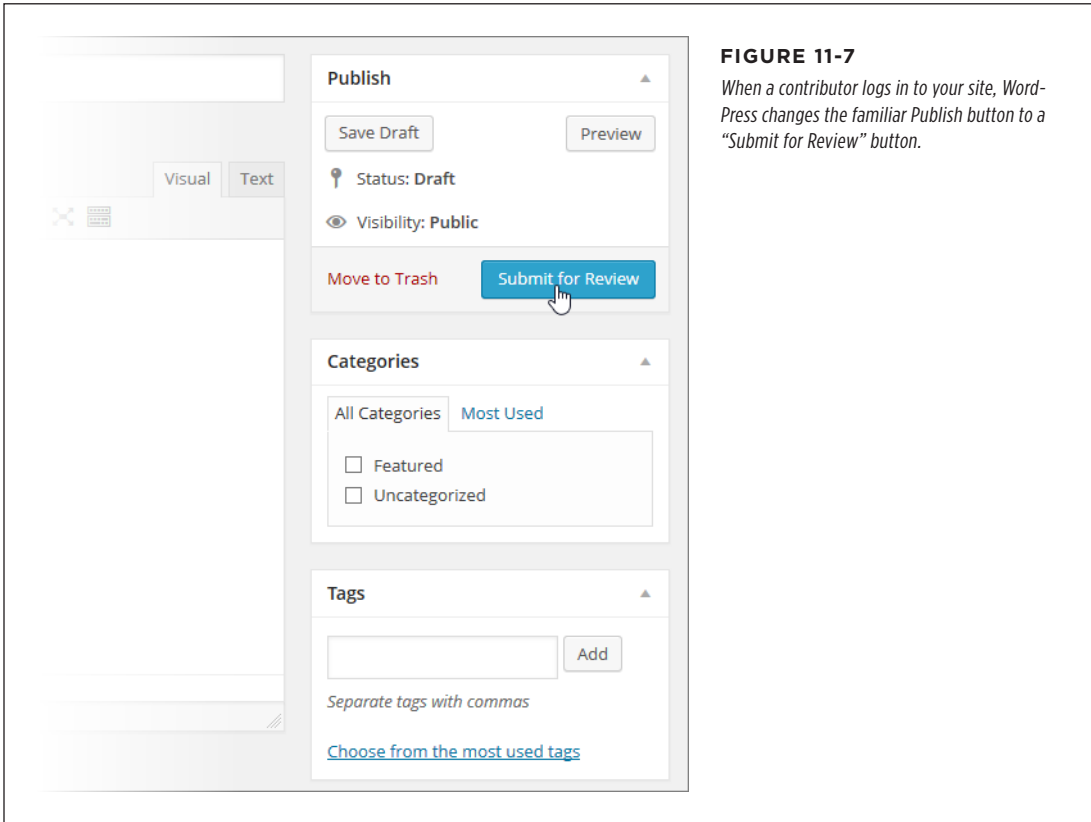 Publish
Save Draft
Preview
Visual
Text
Status: Draft
Visibility: Public
Move to Trash
Submit for Review
Categories
All Categories
Most Used
Featured
Uncategorized
Tags
Add
Separate tags with commas
Choose from the most used tags
FIGURE 11-7
When a contributor logs in to your site, Word-
Press changes the familiar Publish button to a
“Submit for Review” button.